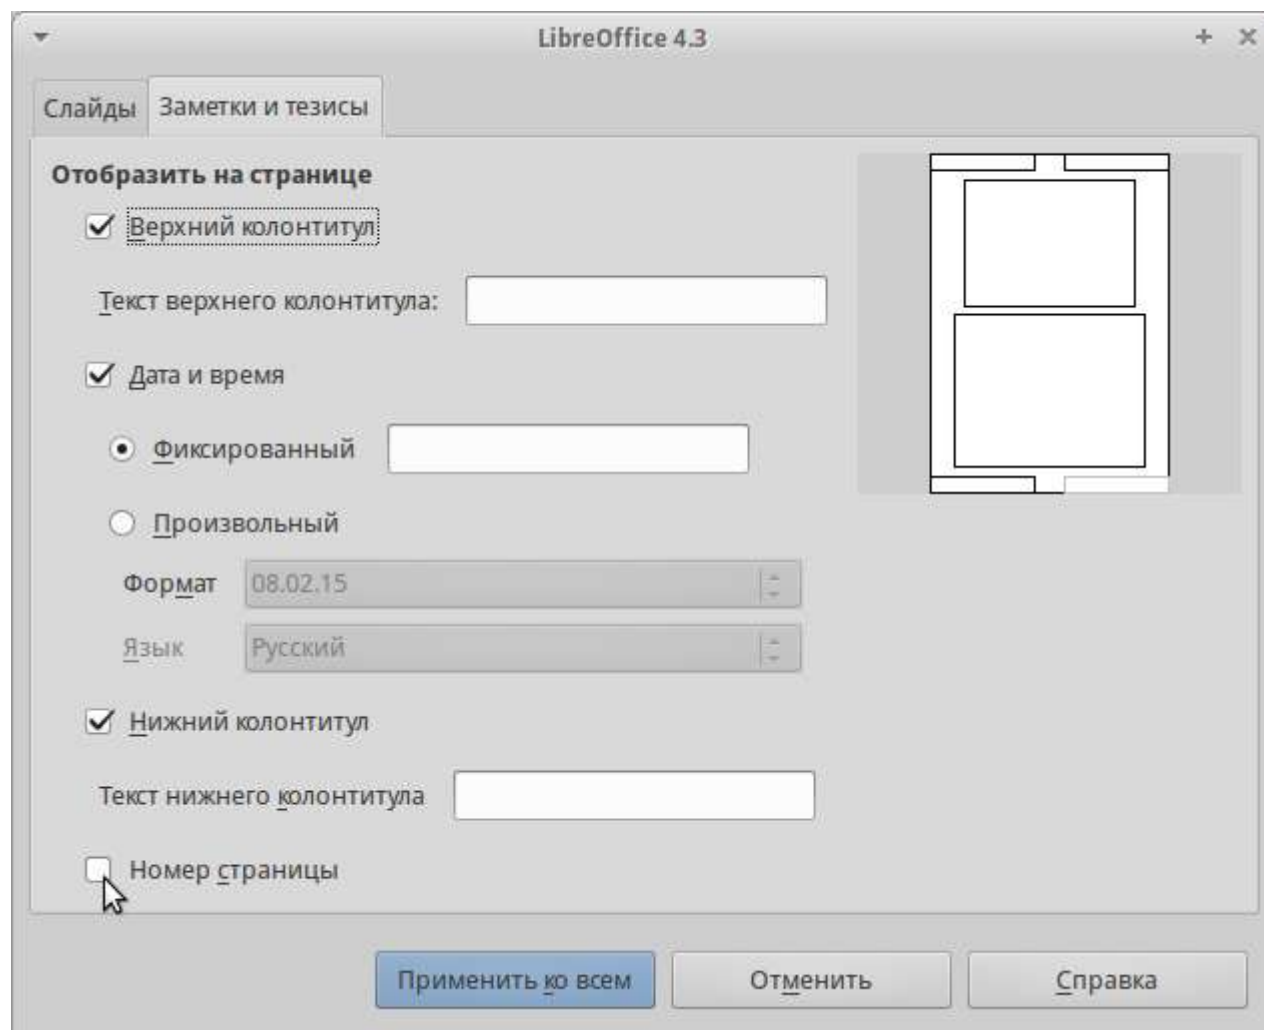 LibreOffice 4.3
Слайды Заметки и тезисы
Отобразить на странице
Верхний колонтитул
Текст верхнего колонтитула:
Дата и время
Фиксированный
Произвольный
Формат 08.02.15
Язык Русский
Нижний колонтитул
Текст нижнего колонтитула
Номер страницы
Применить ко всем Отменить Справка